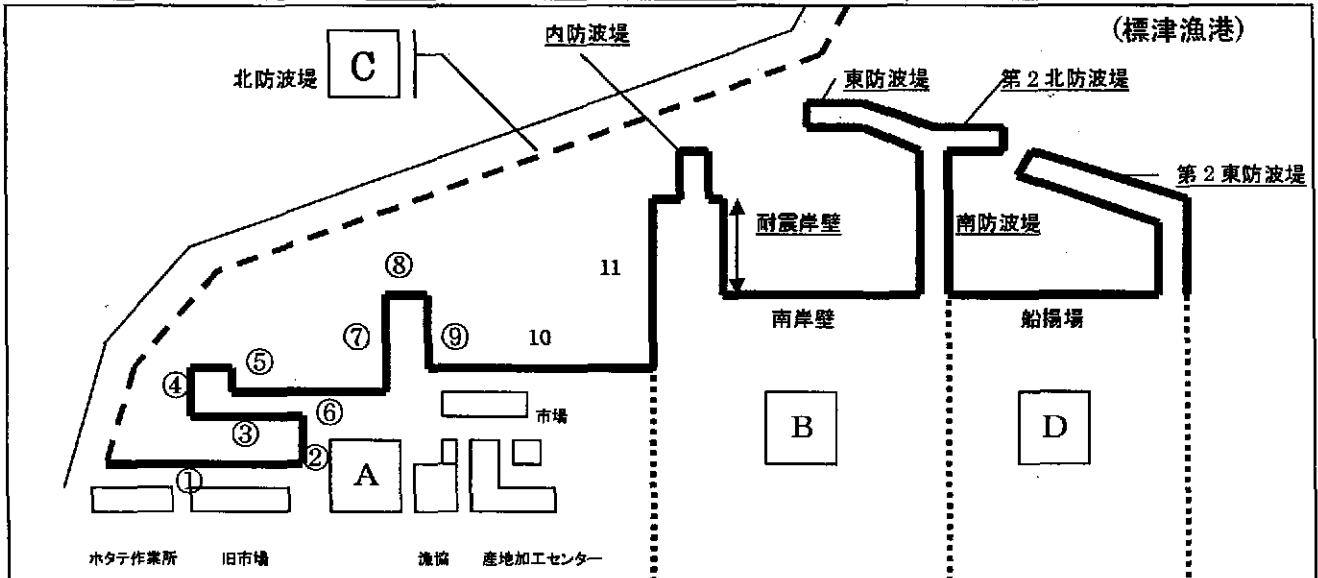 (標津漁港)
内防波堤
北防波堤
C
東防波堤
第2北防波堤
第2東防波堤
耐震岸壁
南防波堤
⑧
11
南岸壁
船揚場
⑦
⑨
10
⑤
④
⑥
市場
③
②
①
A
B
D
ホタテ作業所
旧市場
漁協
産地加工センター